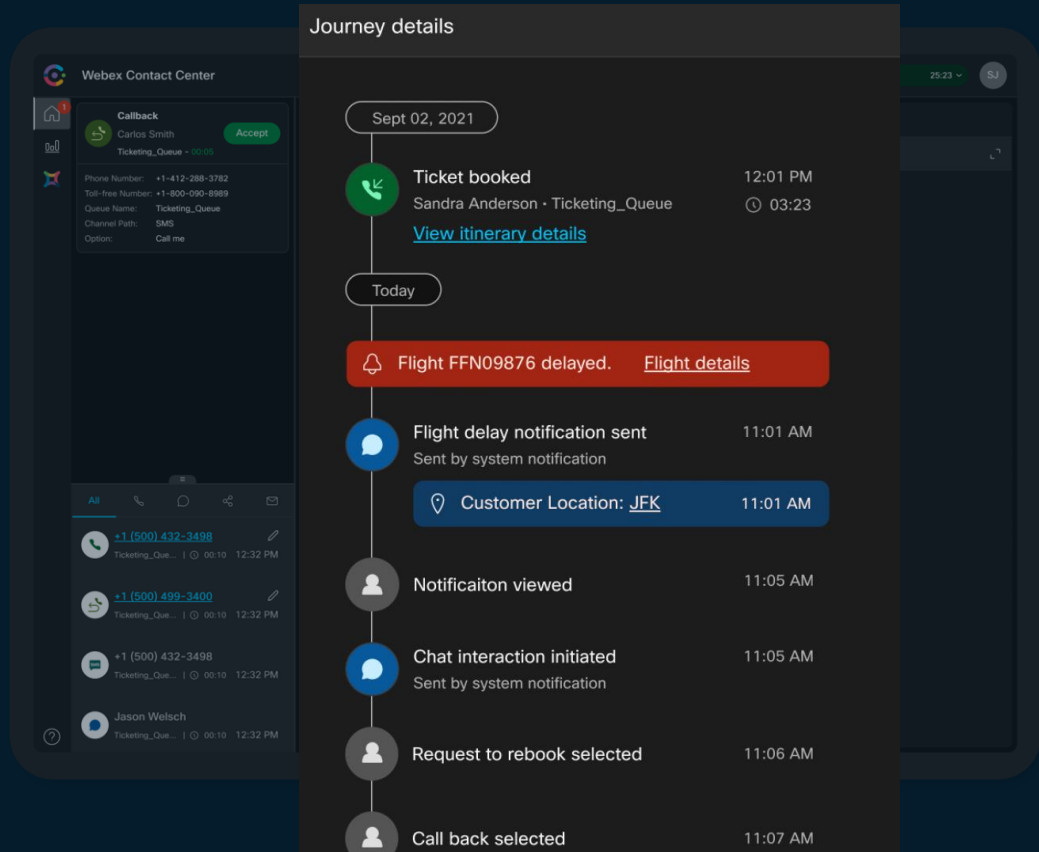 Journey details
Webex Contact Center
25:23
SJ
1
Callback
Carlos Smith
Accept
Ticketing_Queue - 00:05
Phone Number: +1-412-288-3782
Toll-free Number: +1-800-090-8989
Queue Name: Ticketing_Queue
Channel Path: SMS
Option: Call me
All
+1 (500) 432-3498
Ticketing_Que... | 00:10 12:32 PM
+1 (500) 499-3400
Ticketing_Que... | 00:10 12:32 PM
+1 (500) 432-3498
Ticketing_Que... | 00:10 12:32 PM
Jason Welsch
Ticketing_Que... | 00:10 12:32 PM
?
Sept 02, 2021
Ticket booked 12:01 PM
Sandra Anderson • Ticketing_Queue 03:23
View itinerary details
Today
Flight FFN09876 delayed. Flight details
Flight delay notification sent 11:01 AM
Sent by system notification
Customer Location: JFK 11:01 AM
Notificaiton viewed 11:05 AM
Chat interaction initiated 11:05 AM
Sent by system notification
Request to rebook selected 11:06 AM
Call back selected 11:07 AM